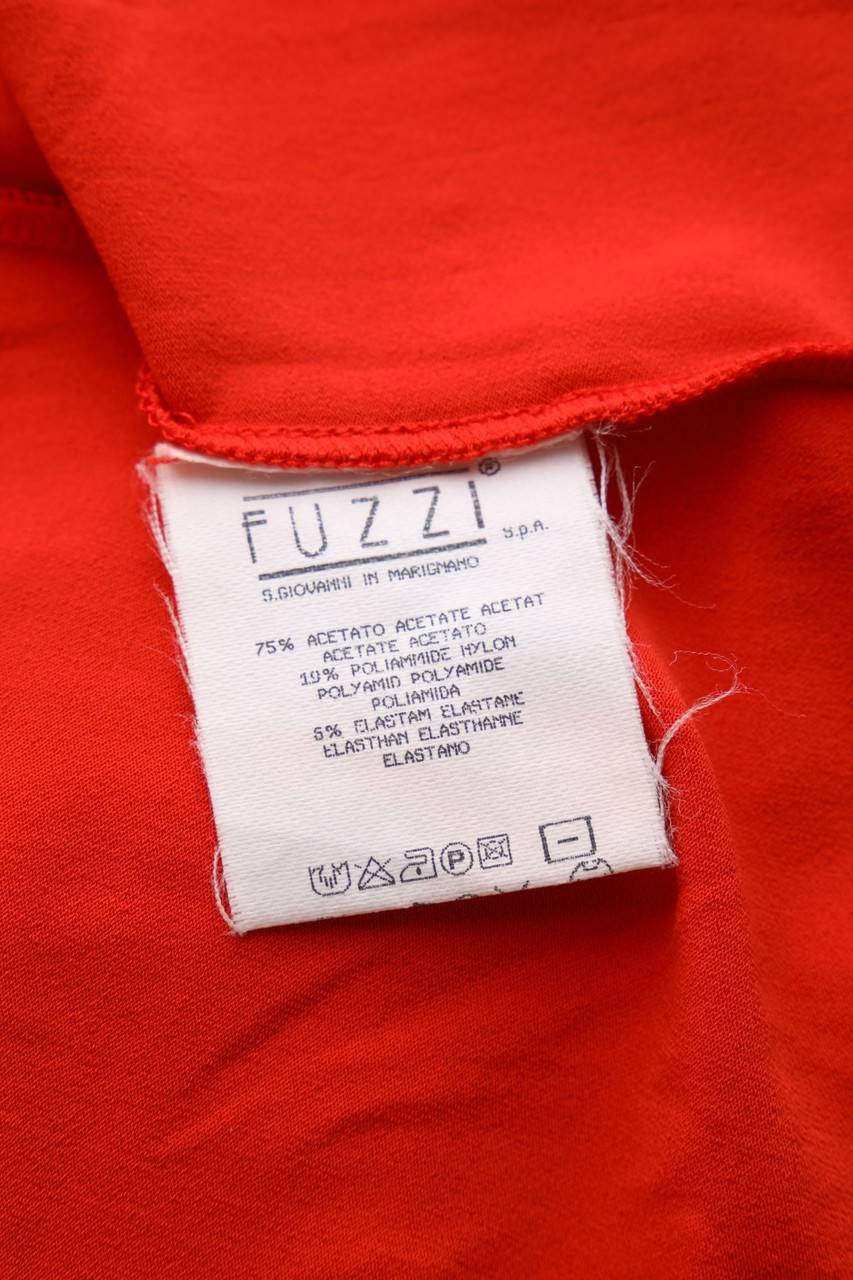 FUZZI® S.p.A.
S.GIOVANNI IN MARIGNANO
75% ACETATO ACETATE ACETAT
ACETATE ACETATO
19% POLIAMMIDE NYLON
POLYAMID POLYAMIDE
POLIAMIDA
6% ELASTAM ELASTANE
ELASTHAN ELASTHANNE
ELASTANO
P